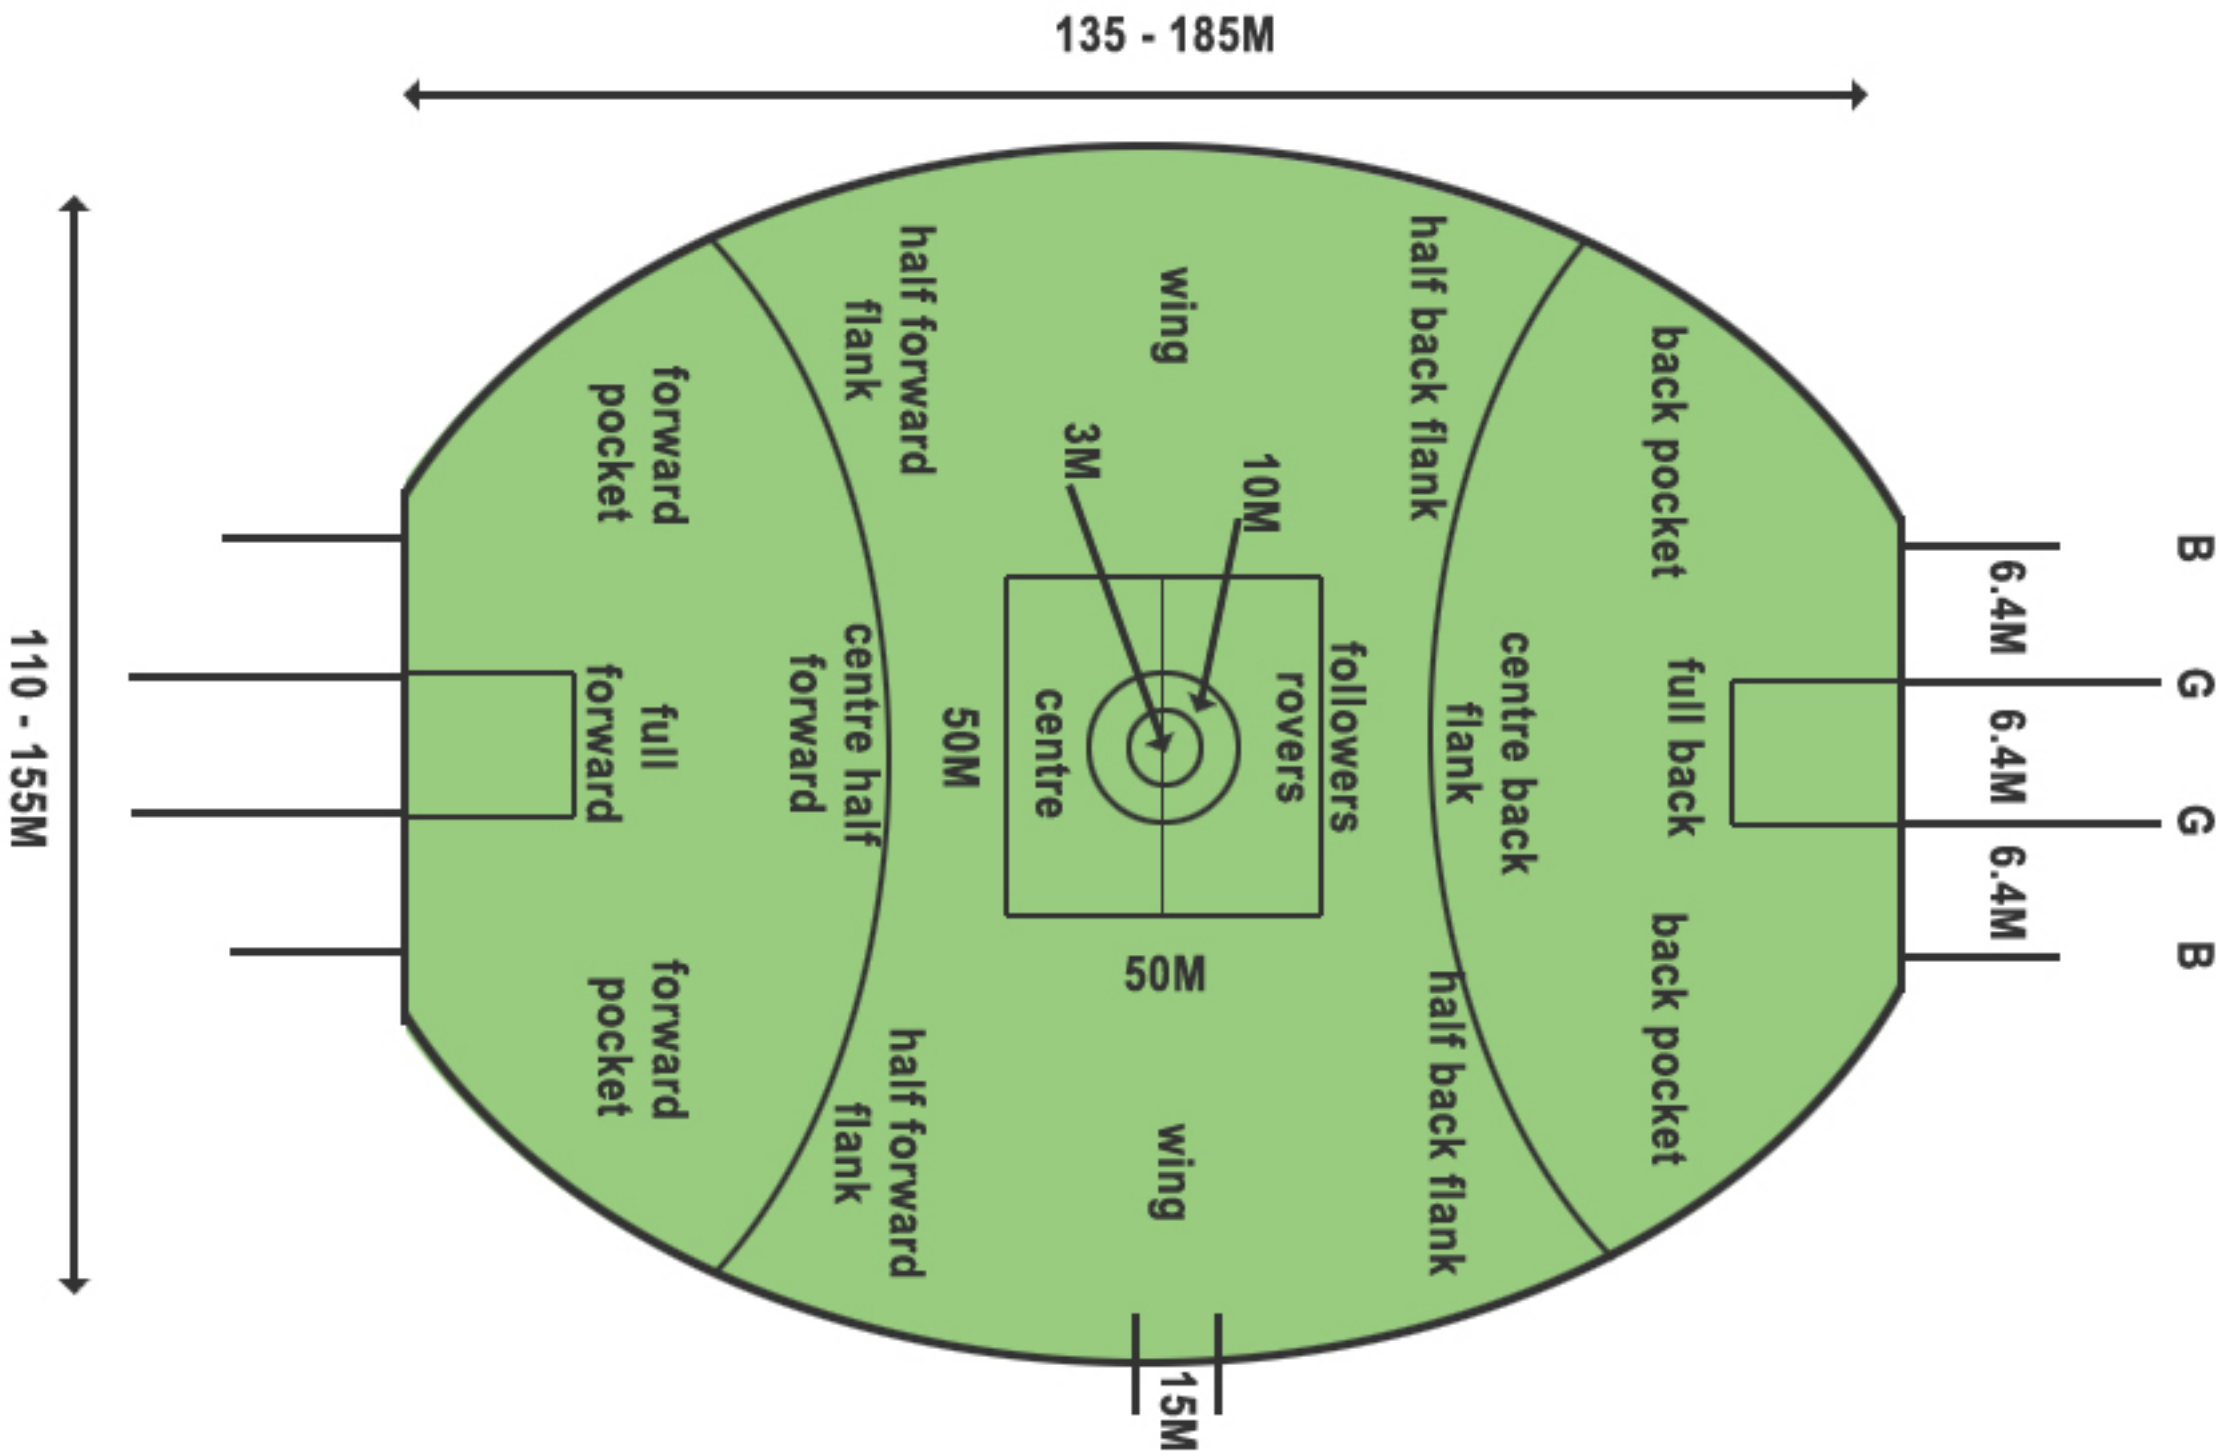 135 - 185M
110 - 155M
half forward
flank
wing
half back flank
back pocket
forward
pocket
3M
10M
B
6.4M
G
6.4M
G
6.4M
B
full
forward
centre half
forward
50M
centre
rovers
followers
centre back
flank
full back
50M
forward
pocket
half forward
flank
wing
half back flank
back pocket
15M